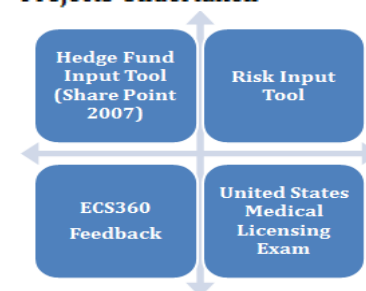 Hedge Fund
Input Tool
(Share Point
2007)
Risk Input
Tool
ECS360
Feedback
United States
Medical
Licensing
Exam